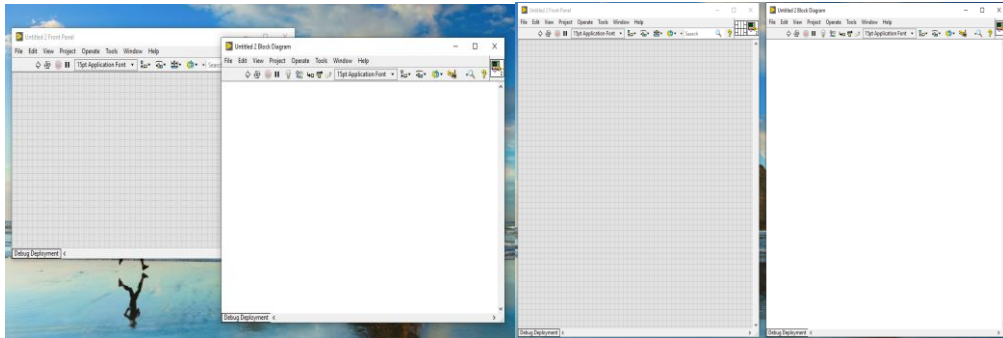 Untitled 2 Front Panel
File Edit View Project Operate Tools Window Help
15pt Application Font
Debug Deployment
Untitled 2 Block Diagram
File Edit View Project Operate Tools Window Help
15pt Application Font
Debug Deployment
Untitled 2 Front Panel
File Edit View Project Operate Tools Window Help
15pt Application Font Search
Debug Deployment
Untitled 2 Block Diagram
File Edit View Project Operate Tools Window Help
15pt Application Font
Debug Deployment